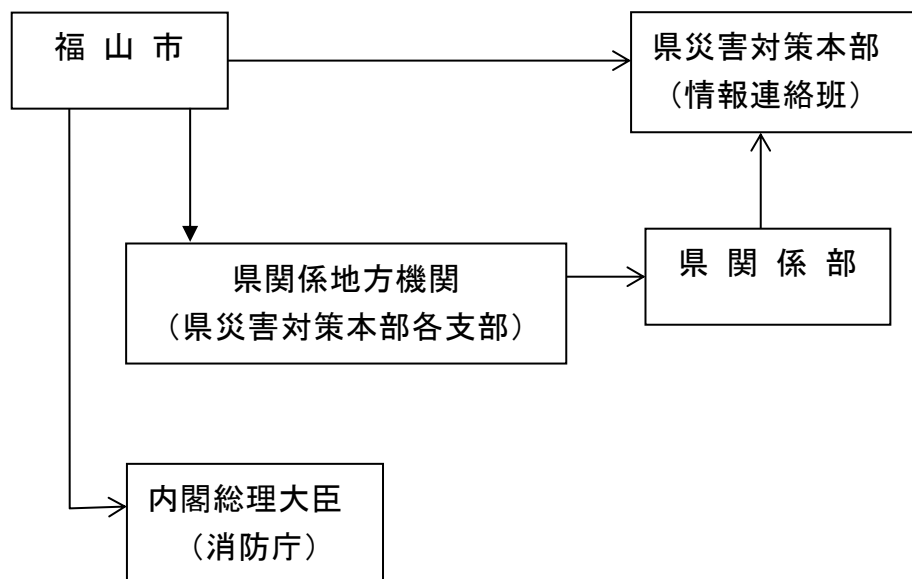 福 山 市
県災害対策本部
（情報連絡班）
県関係地方機関
（県災害対策本部各支部）
県 関 係 部
内閣総理大臣
（消防庁）